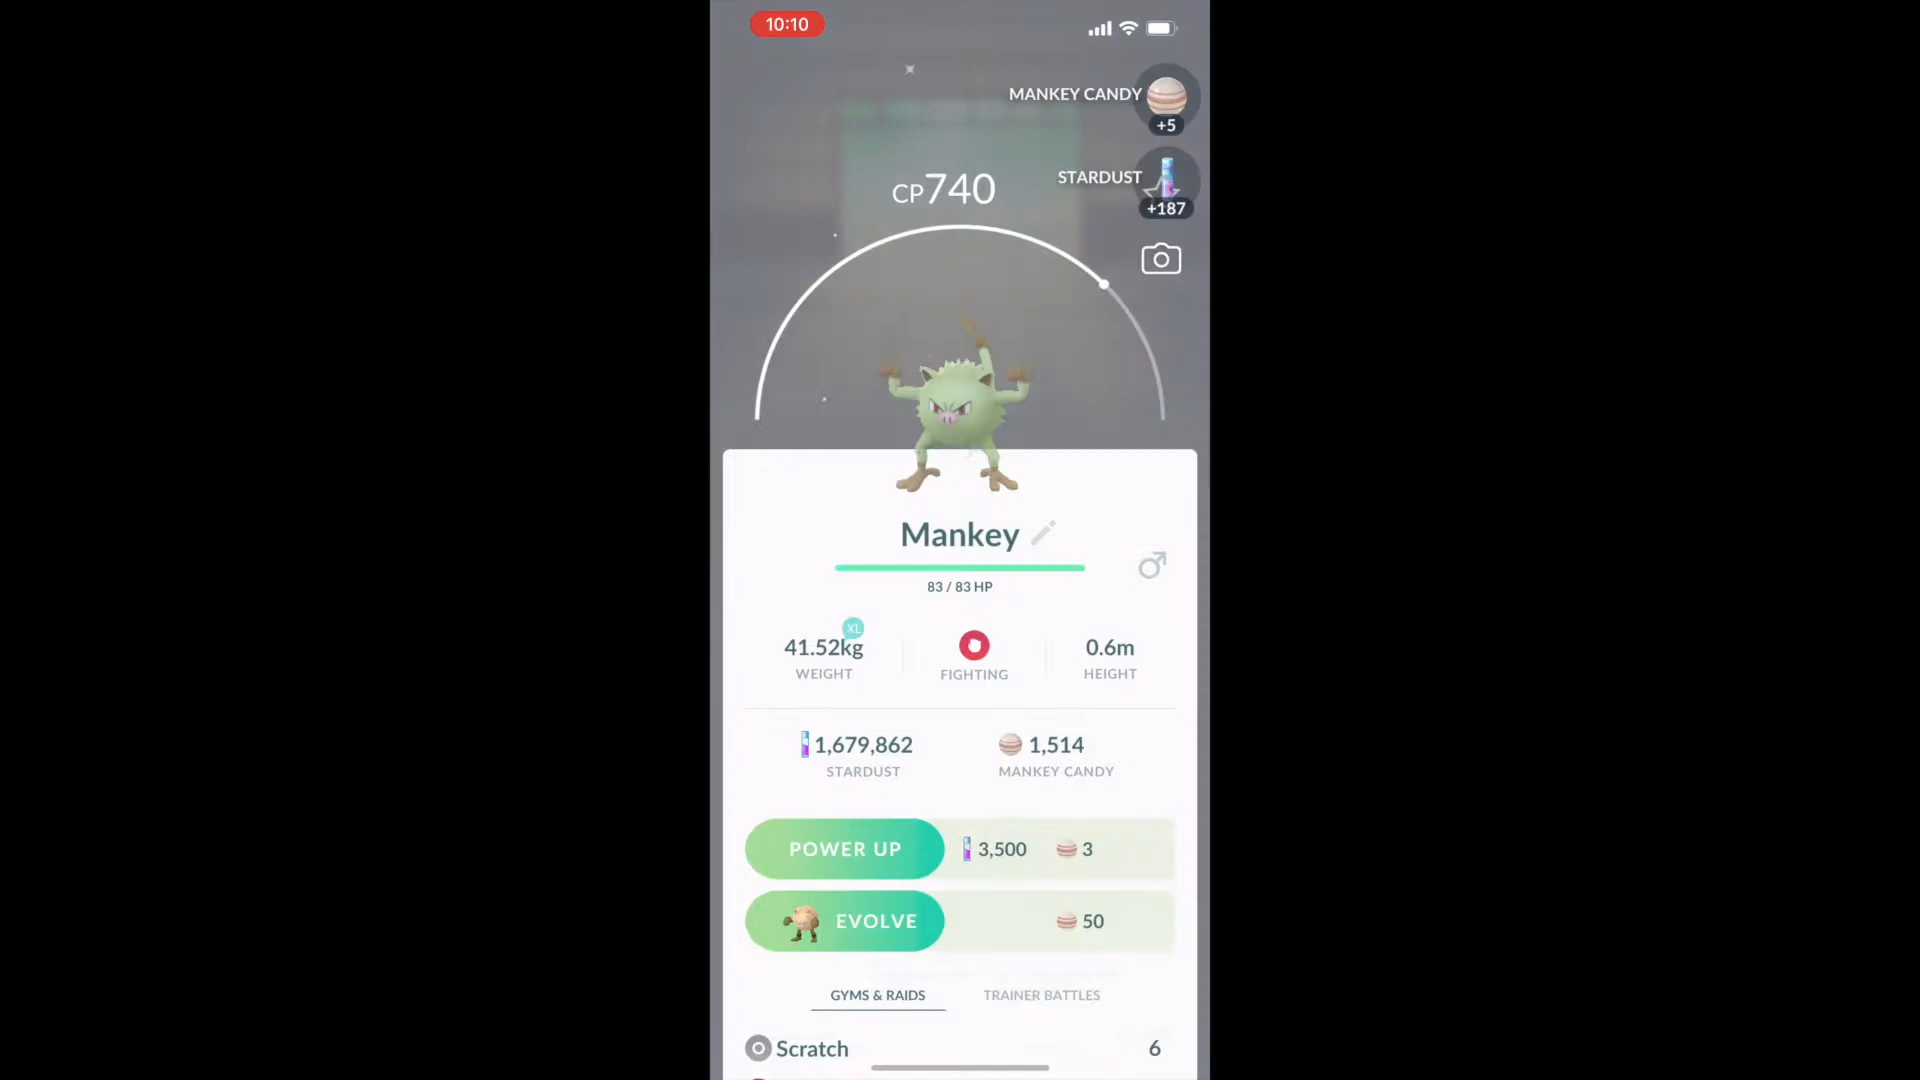 10:10
MANKEY CANDY
+5
STARDUST
+187
CP740
Mankey
83 / 83 HP
XL
41.52kg
WEIGHT
FIGHTING
0.6m
HEIGHT
1,679,862
STARDUST
1,514
MANKEY CANDY
POWER UP 3,500 3
EVOLVE 50
GYMS & RAIDS TRAINER BATTLES
Scratch 6